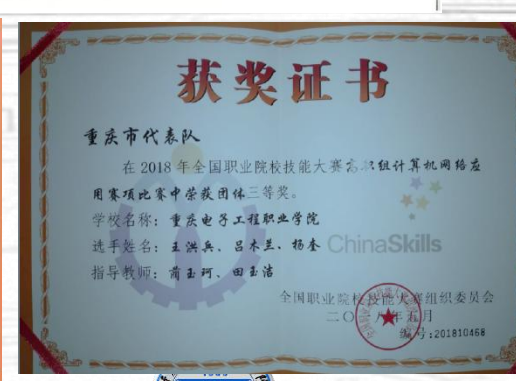 获奖证书
重庆市代表队
在2018年全国职业院校技能大赛高职组计算机网络应
用赛项比赛中荣获团体三等奖。
学校名称：重庆电子工程职业学院
选手姓名：王洪兵、吕木兰、杨奎
ChinaSkills
指导教师：蔺玉珂、田玉洁
全国职业院校技能大赛组织委员会
二〇一八年五月
编号:201810468